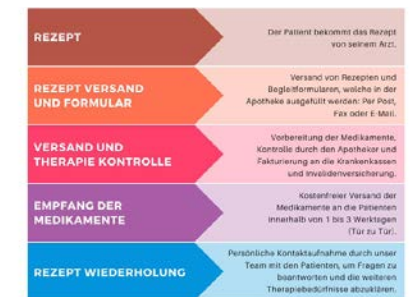 REZEPT
Der Patient bekommt das Rezept
von seinem Arzt.
REZEPT VERSAND
UND FORMULAR
Versand von Rezepten und
Begleitformularen, welche in der
Apotheke ausgefüllt werden: Per Post,
Fax oder E-Mail.
VERSAND UND
THERAPIE KONTROLLE
Vorbereitung der Medikamente,
Kontrolle durch den Apotheker und
Fakturierung an die Krankenkassen
und Invalidenversicherung.
EMPFANG DER
MEDIKAMENTE
Kostenfreier Versand der
Medikamente an die Patienten
innerhalb von 1 bis 3 Werktagen
(Tür zu Tür).
REZEPT WIEDERHOLUNG
Persönliche Kontaktaufnahme durch unser
Team mit den Patienten, um Fragen zu
beantworten und die weiteren
Therapiebedürfnisse abzuklären.